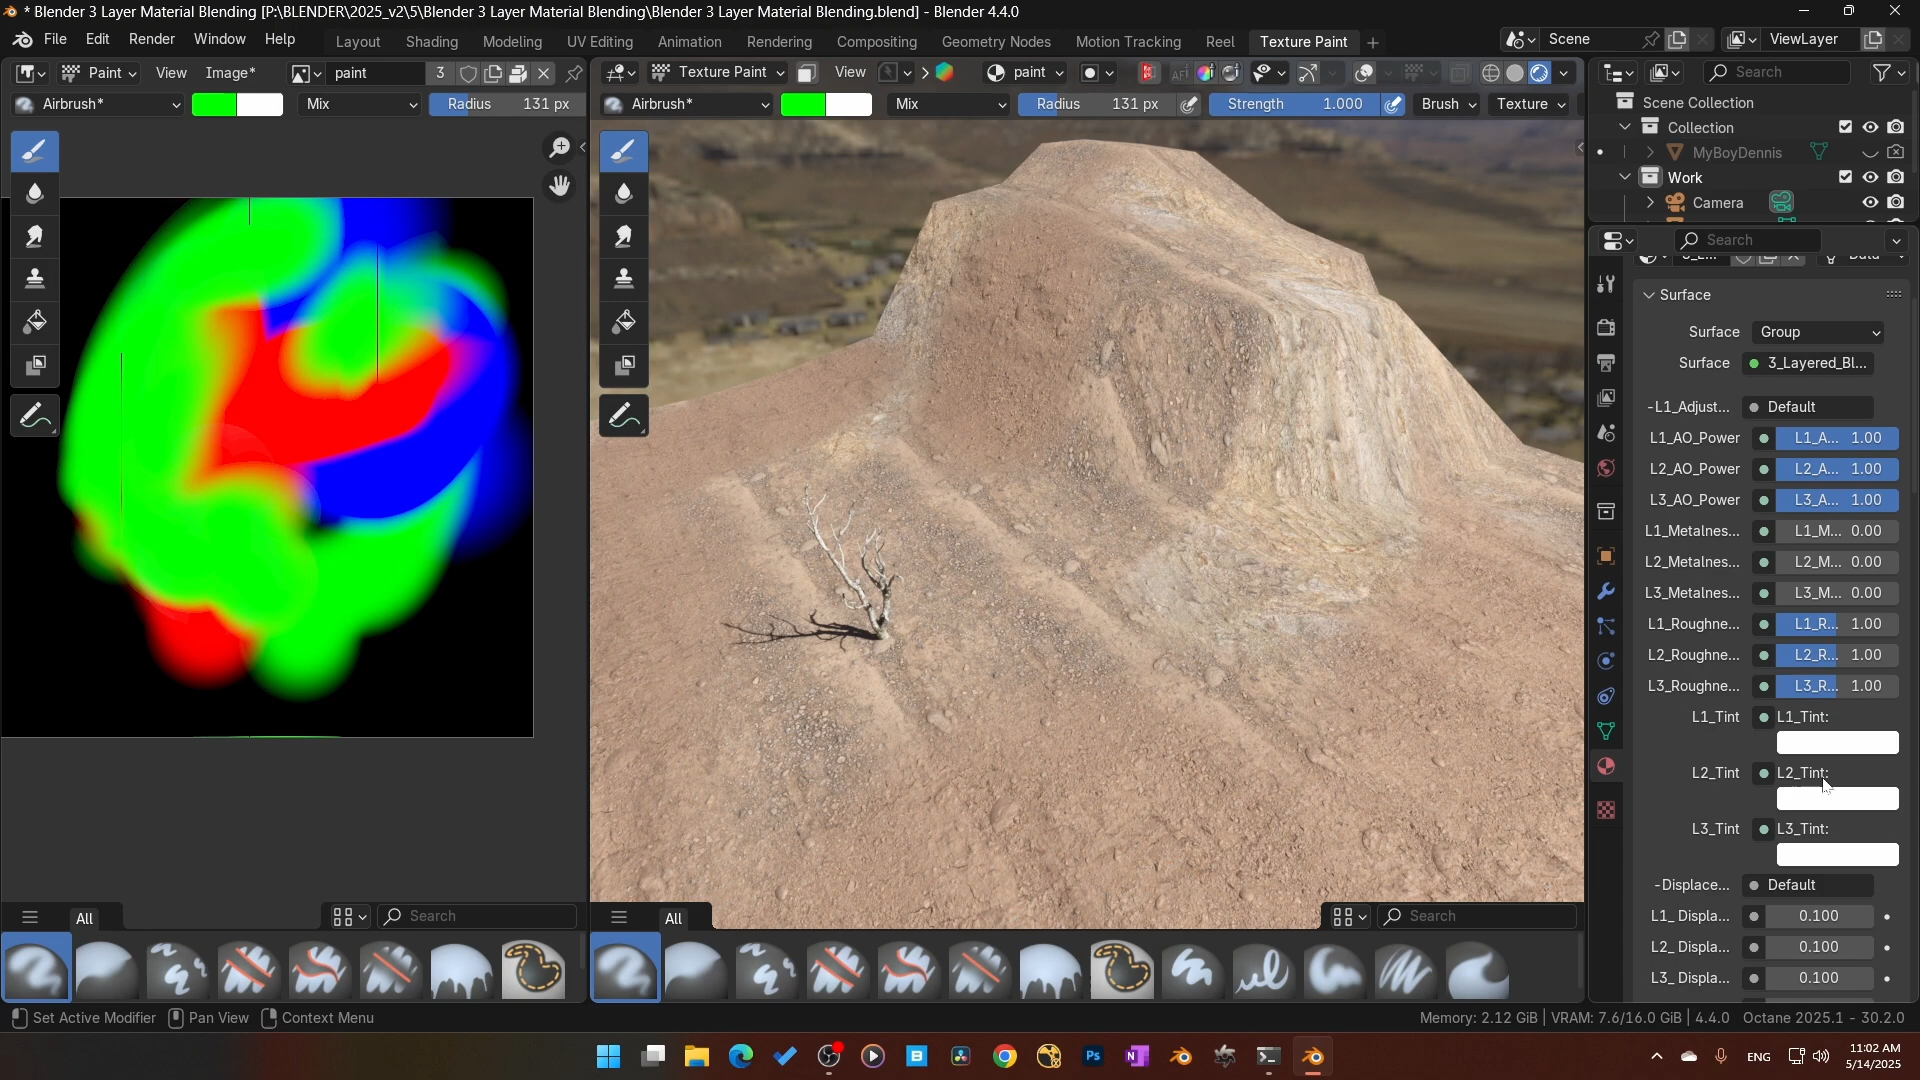 * Blender 3 Layer Material Blending [P:\BLENDER\2025_v2\5\Blender 3 Layer Material Blending\Blender 3 Layer Material Blending.blend] - Blender 4.4.0
File Edit Render Window Help Layout Shading Modeling UV Editing Animation Rendering Compositing Geometry Nodes Motion Tracking Reel Texture Paint Scene ViewLayer
Paint View Image* paint 3
Texture Paint View paint
Search
Airbrush* Mix Radius 131 px
Airbrush* Mix Radius 131 px Strength 1.000 Brush Texture
Scene Collection
Collection
MyBoyDennis
Work
Camera
Search
Surface
Surface Group
Surface 3_Layered_Bl...
-L1_Adjust... Default
L1_AO_Power L1_A... 1.00
L2_AO_Power L2_A... 1.00
L3_AO_Power L3_A... 1.00
L1_Metalnes... L1_M... 0.00
L2_Metalnes... L2_M... 0.00
L3_Metalnes... L3_M... 0.00
L1_Roughne... L1_R... 1.00
L2_Roughne... L2_R... 1.00
L3_Roughne... L3_R... 1.00
L1_Tint L1_Tint:
L2_Tint L2_Tint:
L3_Tint L3_Tint:
-Displace... Default
L1_ Displa... 0.100
L2_ Displa... 0.100
L3_ Displa... 0.100
All Search
All Search
Set Active Modifier Pan View Context Menu
Memory: 2.12 GiB | VRAM: 7.6/16.0 GiB | 4.4.0 Octane 2025.1 - 30.2.0
ENG
11:02 AM
5/14/2025